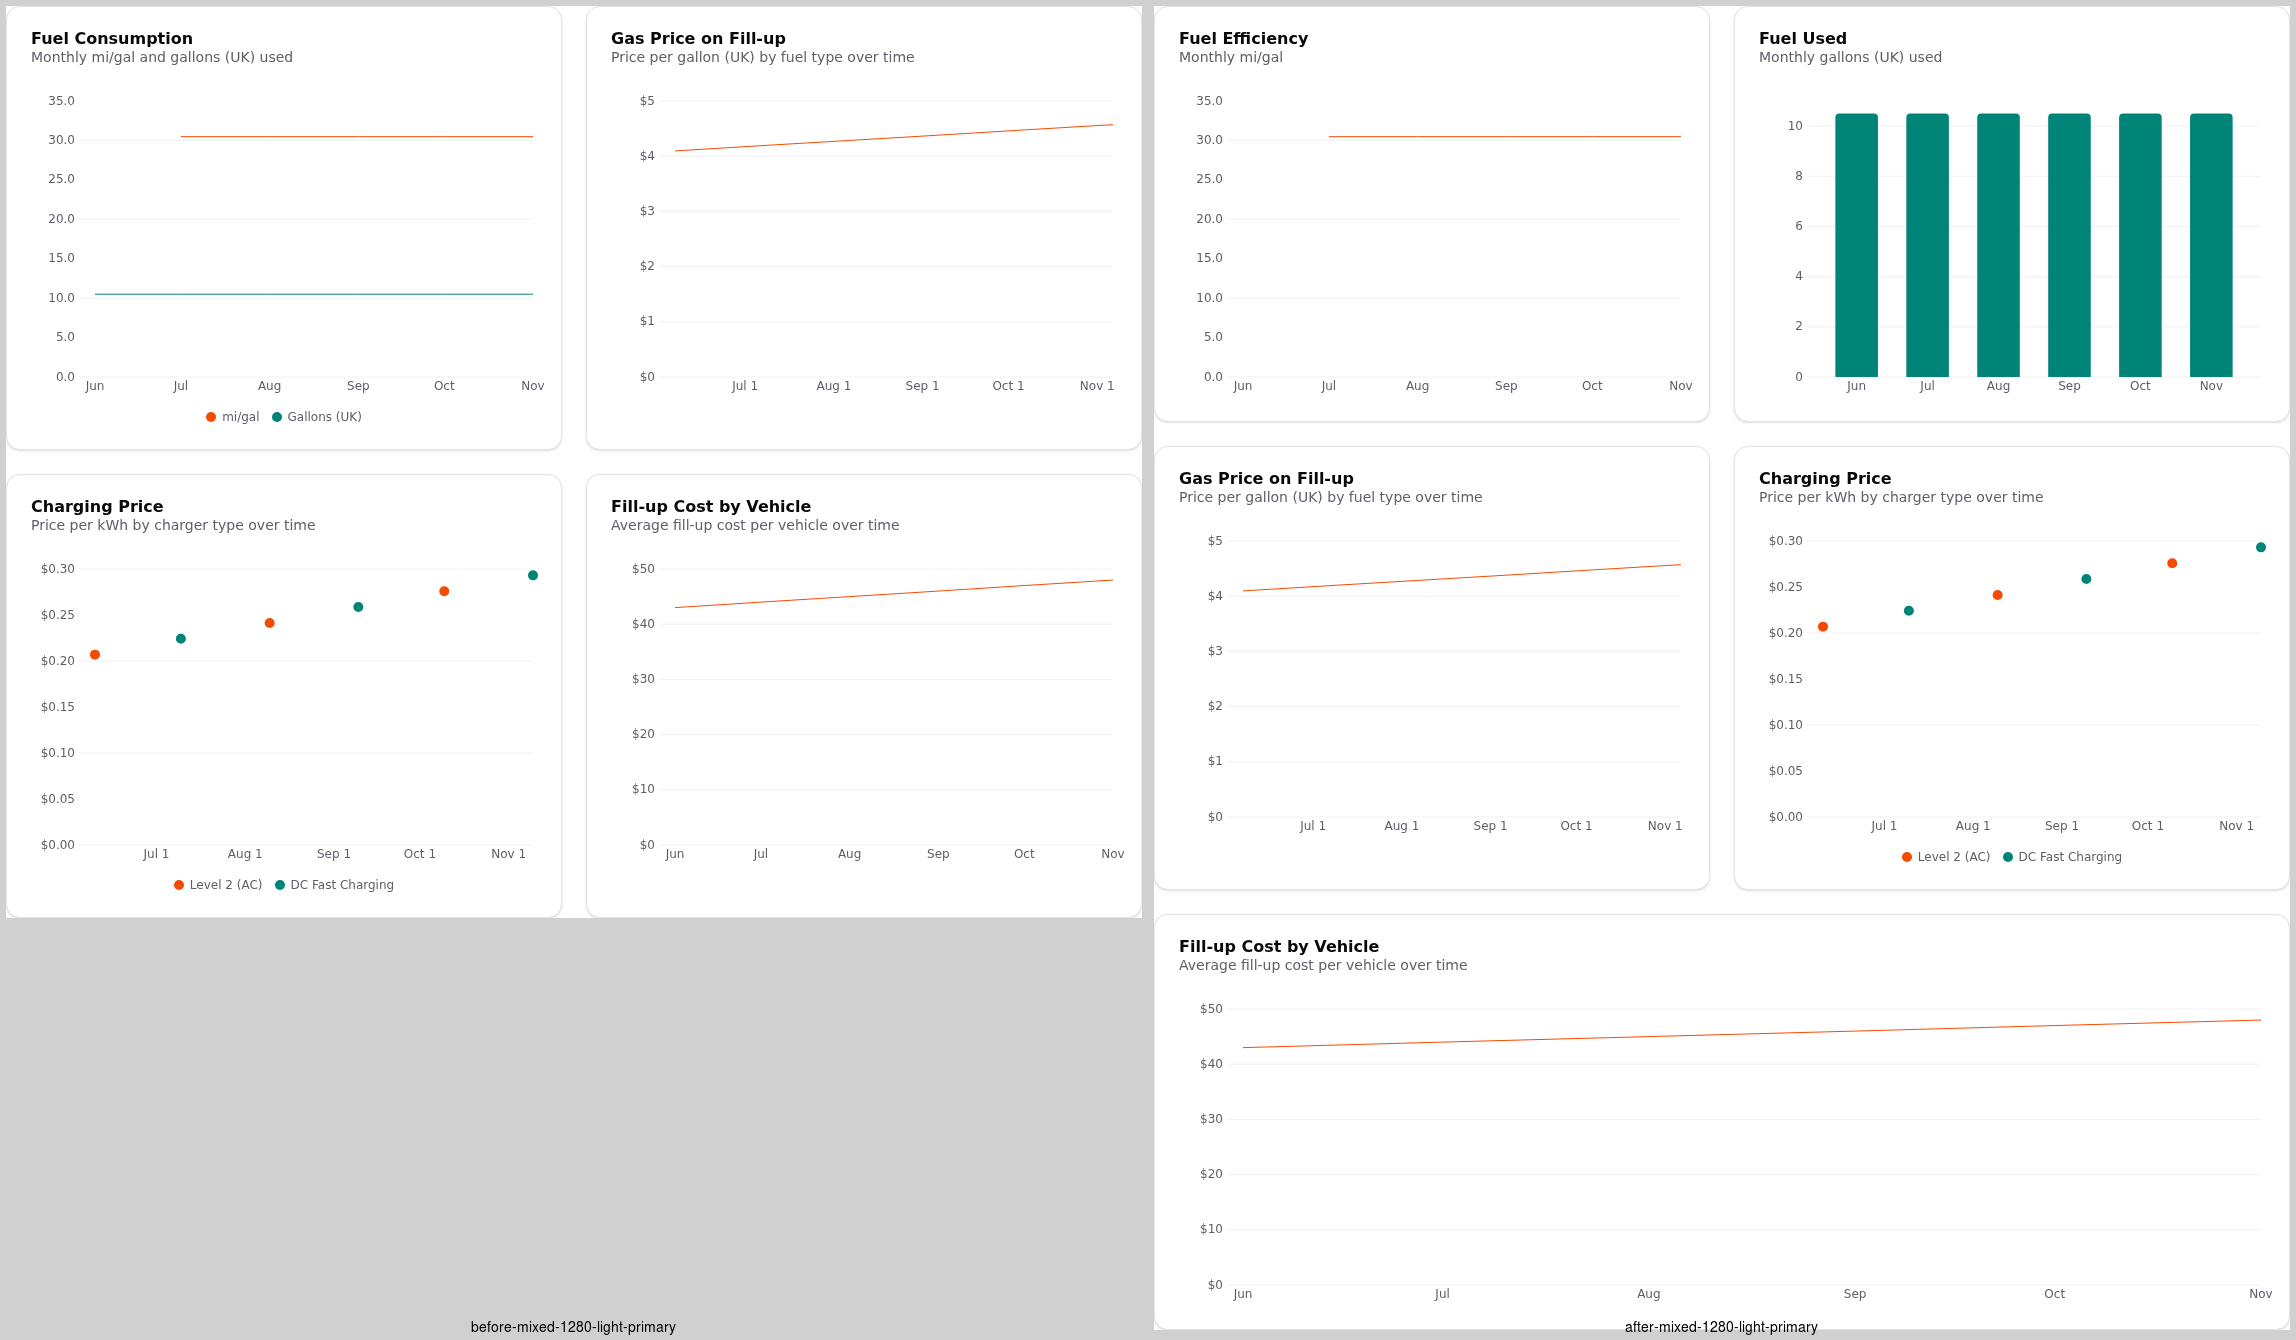 Fuel Consumption
Monthly mi/gal and gallons (UK) used
35.0
30.0
25.0
20.0
15.0
10.0
5.0
0.0
Jun Jul Aug Sep Oct Nov
mi/gal Gallons (UK)
Gas Price on Fill-up
Price per gallon (UK) by fuel type over time
$5
$4
$3
$2
$1
$0
Jul 1 Aug 1 Sep 1 Oct 1 Nov 1
Charging Price
Price per kWh by charger type over time
$0.30
$0.25
$0.20
$0.15
$0.10
$0.05
$0.00
Jul 1 Aug 1 Sep 1 Oct 1 Nov 1
Level 2 (AC) DC Fast Charging
Fill-up Cost by Vehicle
Average fill-up cost per vehicle over time
$50
$40
$30
$20
$10
$0
Jun Jul Aug Sep Oct Nov
before-mixed-1280-light-primary
Fuel Efficiency
Monthly mi/gal
35.0
30.0
25.0
20.0
15.0
10.0
5.0
0.0
Jun Jul Aug Sep Oct Nov
Fuel Used
Monthly gallons (UK) used
10
8
6
4
2
0
Jun Jul Aug Sep Oct Nov
Gas Price on Fill-up
Price per gallon (UK) by fuel type over time
$5
$4
$3
$2
$1
$0
Jul 1 Aug 1 Sep 1 Oct 1 Nov 1
Charging Price
Price per kWh by charger type over time
$0.30
$0.25
$0.20
$0.15
$0.10
$0.05
$0.00
Jul 1 Aug 1 Sep 1 Oct 1 Nov 1
Level 2 (AC) DC Fast Charging
Fill-up Cost by Vehicle
Average fill-up cost per vehicle over time
$50
$40
$30
$20
$10
$0
Jun Jul Aug Sep Oct Nov
after-mixed-1280-light-primary